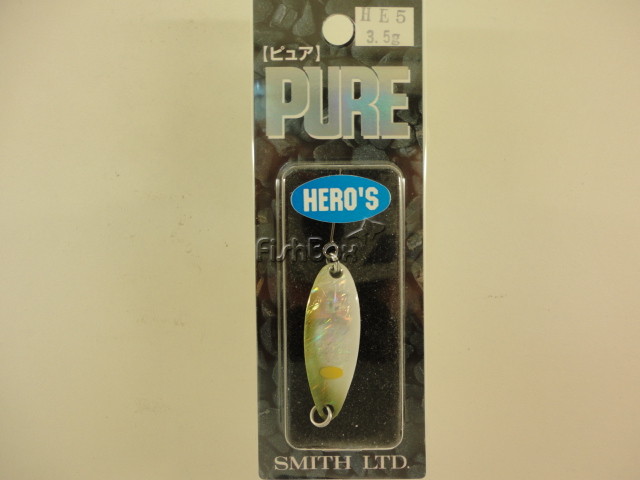 HE5
3.5g
【ピュア】
PURE
HERO'S
FishBox
SMITH LTD.